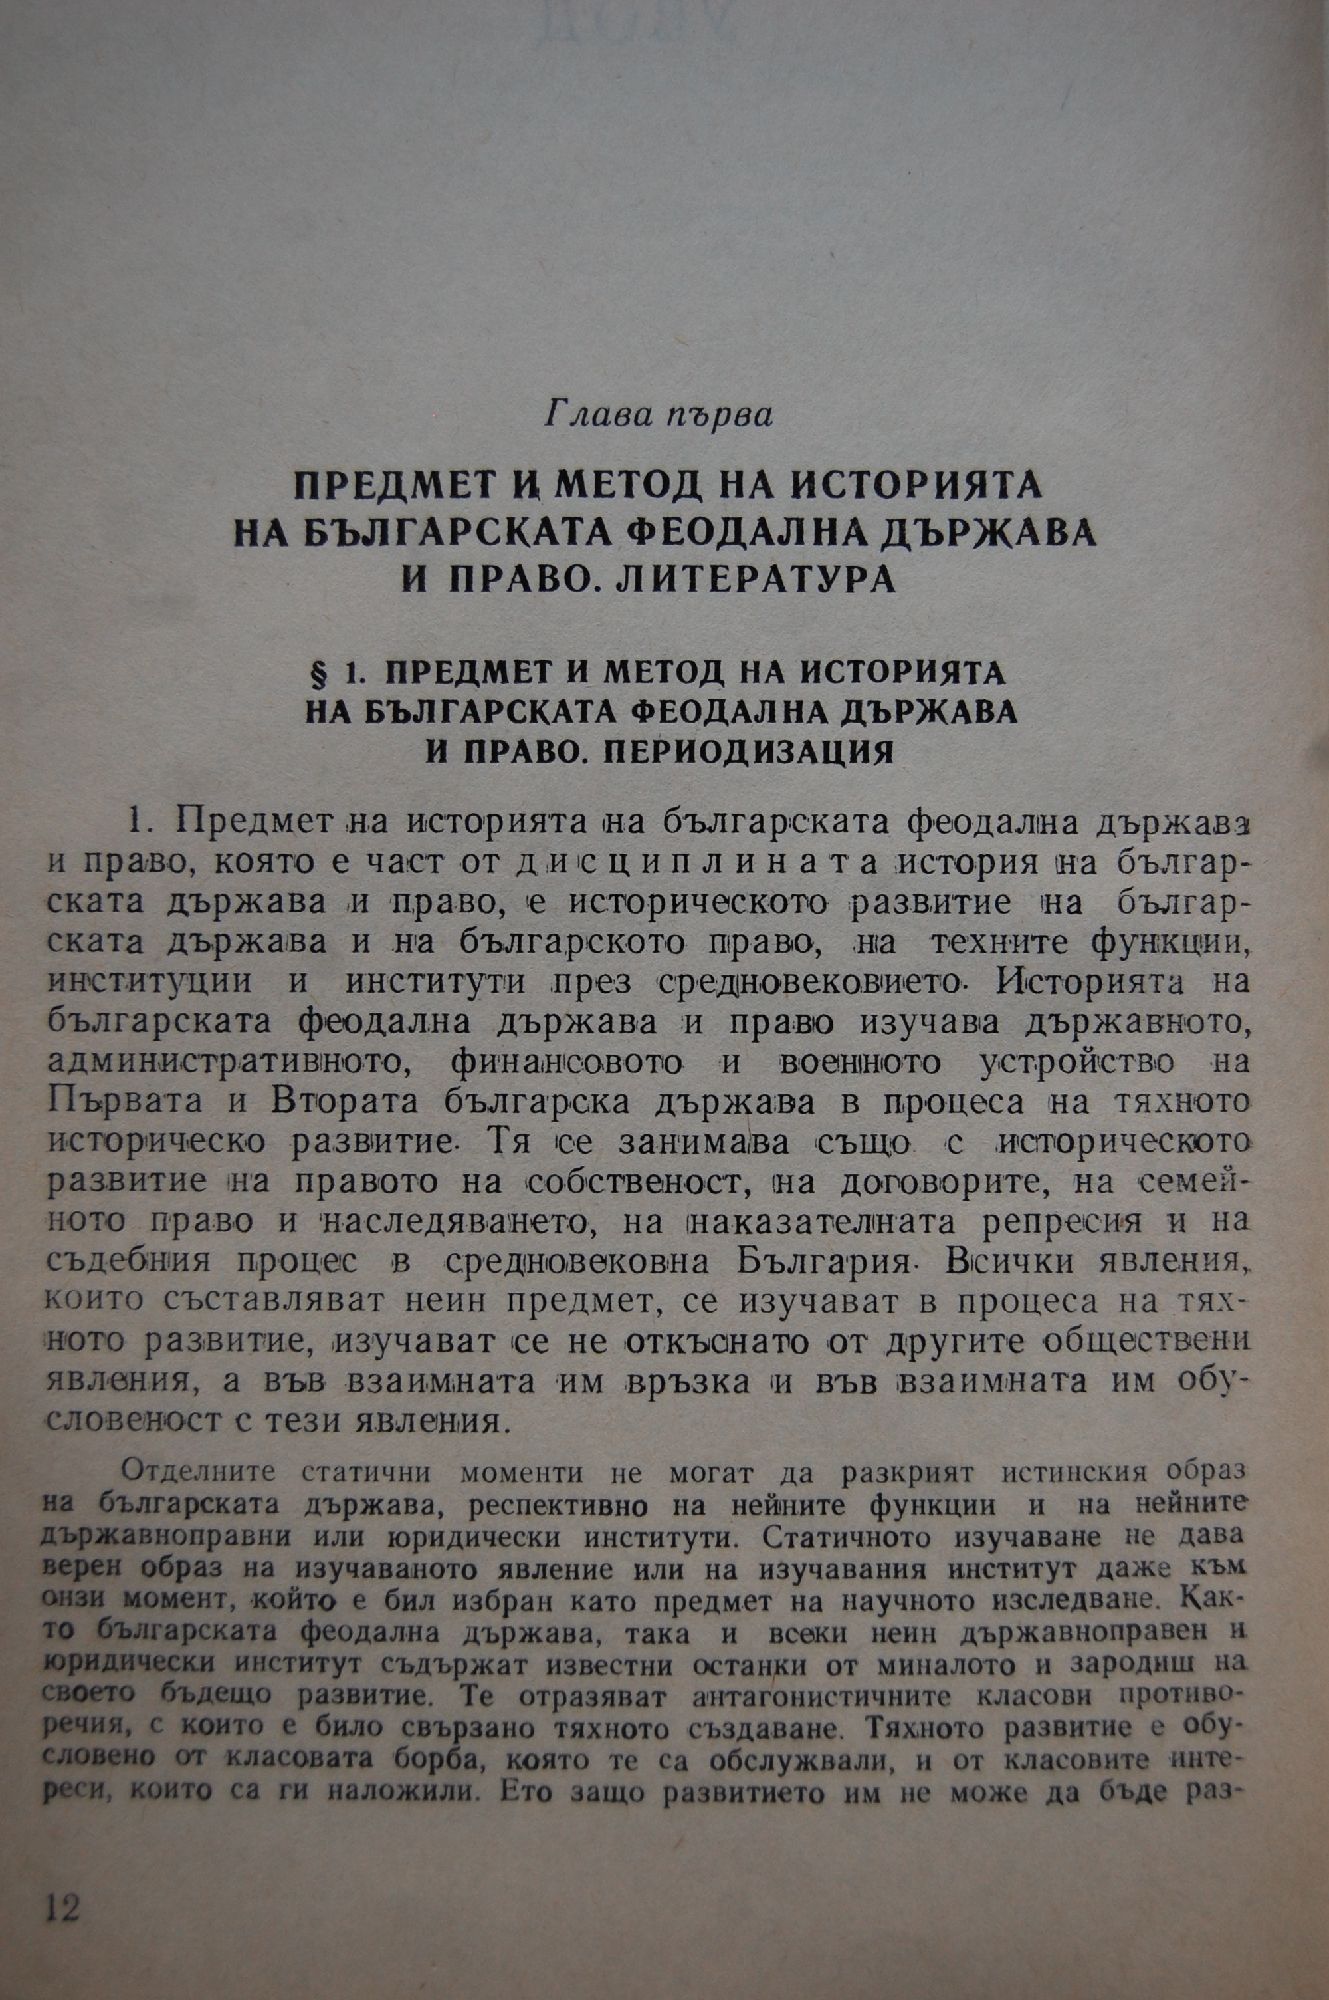 Глава първа
ПРЕДМЕТ И МЕТОД НА ИСТОРИЯТА
НА БЪЛГАРСКАТА ФЕОДАЛНА ДЪРЖАВА
И ПРАВО. ЛИТЕРАТУРА
§ 1. ПРЕДМЕТ И МЕТОД НА ИСТОРИЯТА
НА БЪЛГАРСКАТА ФЕОДАЛНА ДЪРЖАВА
И ПРАВО. ПЕРИОДИЗАЦИЯ
1. Предмет на историята на българската феодална държава
и право, която е част от дисциплината история на българ-
ската държава и право, е историческото развитие на българ-
ската държава и на българското право, на техните функции,
институции и институти през средновековието. Историята на
българската феодална държава и право изучава държавното,
административното, финансовото и военното устройство на
Първата и Втората българска държава в процеса на тяхното
историческо развитие. Тя се занимава също с историческото
развитие на правото на собственост, на договорите, на семей-
ното право и наследяването, на наказателната репресия и на
съдебния процес в средновековна България. Всички явления,
които съставляват неин предмет, се изучават в процеса на тях-
ното развитие, изучават се не откъснато от другите обществени
явления, а във взаимната им връзка и във взаимната им обу-
словеност с тези явления.
Отделните статични моменти не могат да разкрият истинския образ
на българската държава, респективно на нейните функции и на нейните
държавноправни или юридически институти. Статичното изучаване не дава
верен образ на изучаваното явление или на изучавания институт даже към
онзи момент, който е бил избран като предмет на научното изследване. Как-
то българската феодална държава, така и всеки неин държавноправен и
юридически институт съдържат известни останки от миналото и зародиш на
своето бъдещо развитие. Те отразяват антагонистичните класови противо-
речия, с които е било свързано тяхното създаване. Тяхното развитие е обу-
словено от класовата борба, която те са обслужвали, и от класовите инте-
реси, които са ги наложили. Ето защо развитието им не може да бъде раз-
12